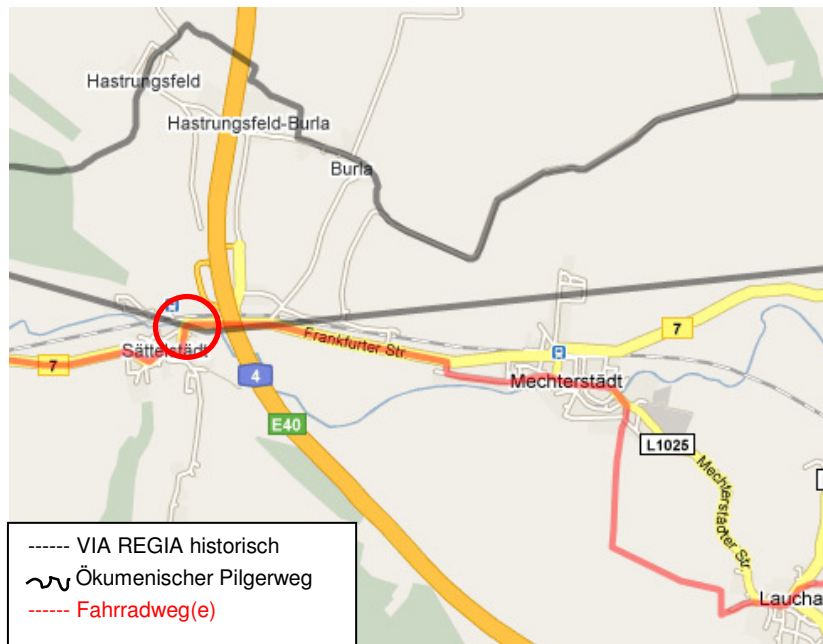 Hastrungsfeld
Hastrungsfeld-Burla
Burla
Frankfurter Str.
7
7
Sättelstädt
4
Mechterstädt
E40
L1025
Mechterstädter Str.
Laucha
------ VIA REGIA historisch
Ökumenischer Pilgerweg
------ Fahrradweg(e)